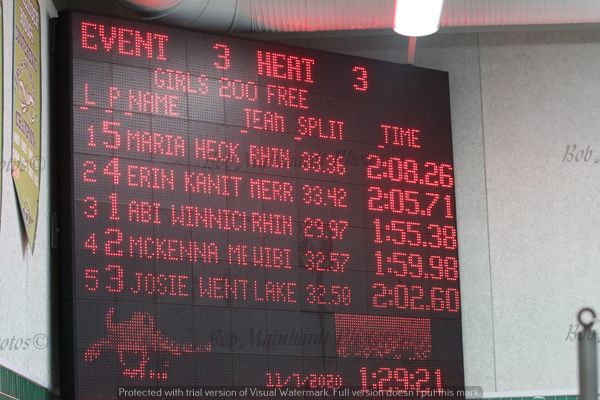 EVENT 3 HEAT 3
GIRLS 200 FREE
L P NAME TEAM SPLIT TIME
1 5 MARIA HECK RHIN 33.36 2:08.26
2 4 ERIN KANIT MERR 33.42 2:05.71
3 1 ABI WINNICH RHIN 29.97 1:55.38
4 2 MCKENNA ME WIBI 32.57 1:59.98
5 3 JOSIE WENT LAKE 32.50 2:02.60
11/7/2020 1:29:21
Bob Mainhardt
Protected with trial version of Visual Watermark. Full version doesn't put this mark.